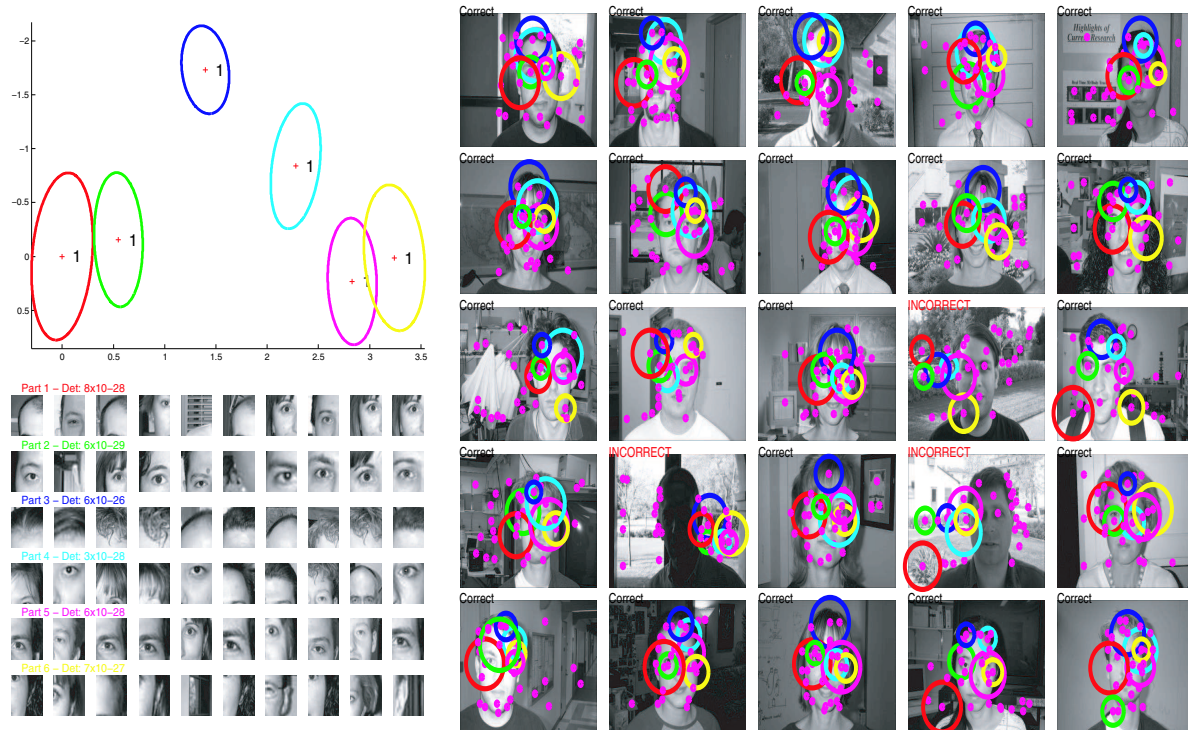 −2
−1.5
−1
−0.5
0
0.5
0
0.5
1
1.5
2
2.5
3
3.5
1
1
1
1
1
1
Part 1 − Det: 8x10−28
Part 2 − Det: 6x10−29
Part 3 − Det: 6x10−26
Part 4 − Det: 3x10−28
Part 5 − Det: 6x10−28
Part 6 − Det: 7x10−27
Correct
Correct
Correct
Correct
Correct
Highlights of
Current Research
Correct
Correct
Correct
Correct
Correct
Correct
Correct
Correct
INCORRECT
Correct
Correct
INCORRECT
Correct
INCORRECT
Correct
Correct
Correct
Correct
Correct
Correct